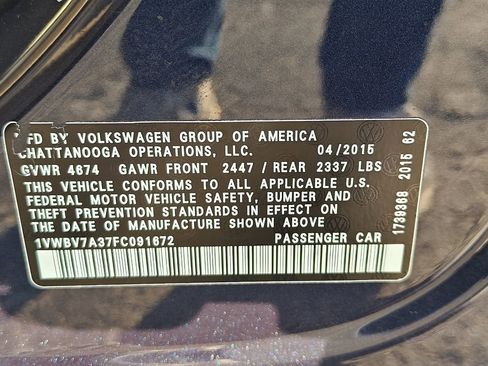 MFD BY VOLKSWAGEN GROUP OF AMERICA
CHATTANOOGA OPERATIONS, LLC. 04/2015
GVWR 4674 GAWR FRONT 2447 / REAR 2337 LBS
THIS VEHICLE CONFORMS TO ALL APPLICABLE U.S.
FEDERAL MOTOR VEHICLE SAFETY, BUMPER AND
THEFT PREVENTION STANDARDS IN EFFECT ON
THE DATE OF MANUFACTURE SHOWN ABOVE.
1VWBV7A37FC091672 PASSENGER CAR
1739368 2015 62